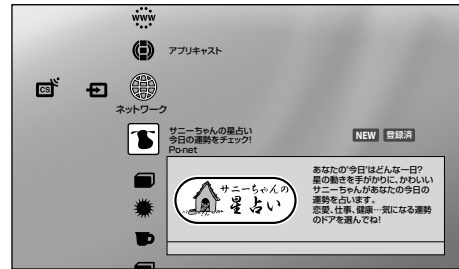 www
アプリキャスト
CS
ネットワーク
サニーちゃんの星占い
今日の運勢をチェック!
Po-net
NEW 登録済
サニーちゃんの
星占い
あなたの"今日"はどんな一日?
星の動きを手がかりに、かわいい
サニーちゃんがあなたの今日の
運勢を占います。
恋愛、仕事、健康…気になる運勢
のドアを選んでね!